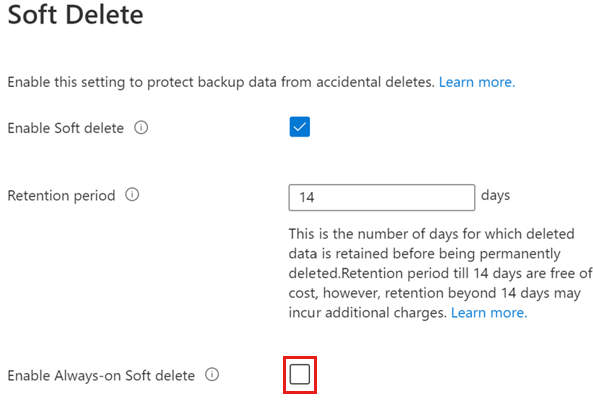 Soft Delete
Enable this setting to protect backup data from accidental deletes. Learn more.
Enable Soft delete
Retention period
14 days
This is the number of days for which deleted
data is retained before being permanently
deleted.Retention period till 14 days are free of
cost, however, retention beyond 14 days may
incur additional charges. Learn more.
Enable Always-on Soft delete